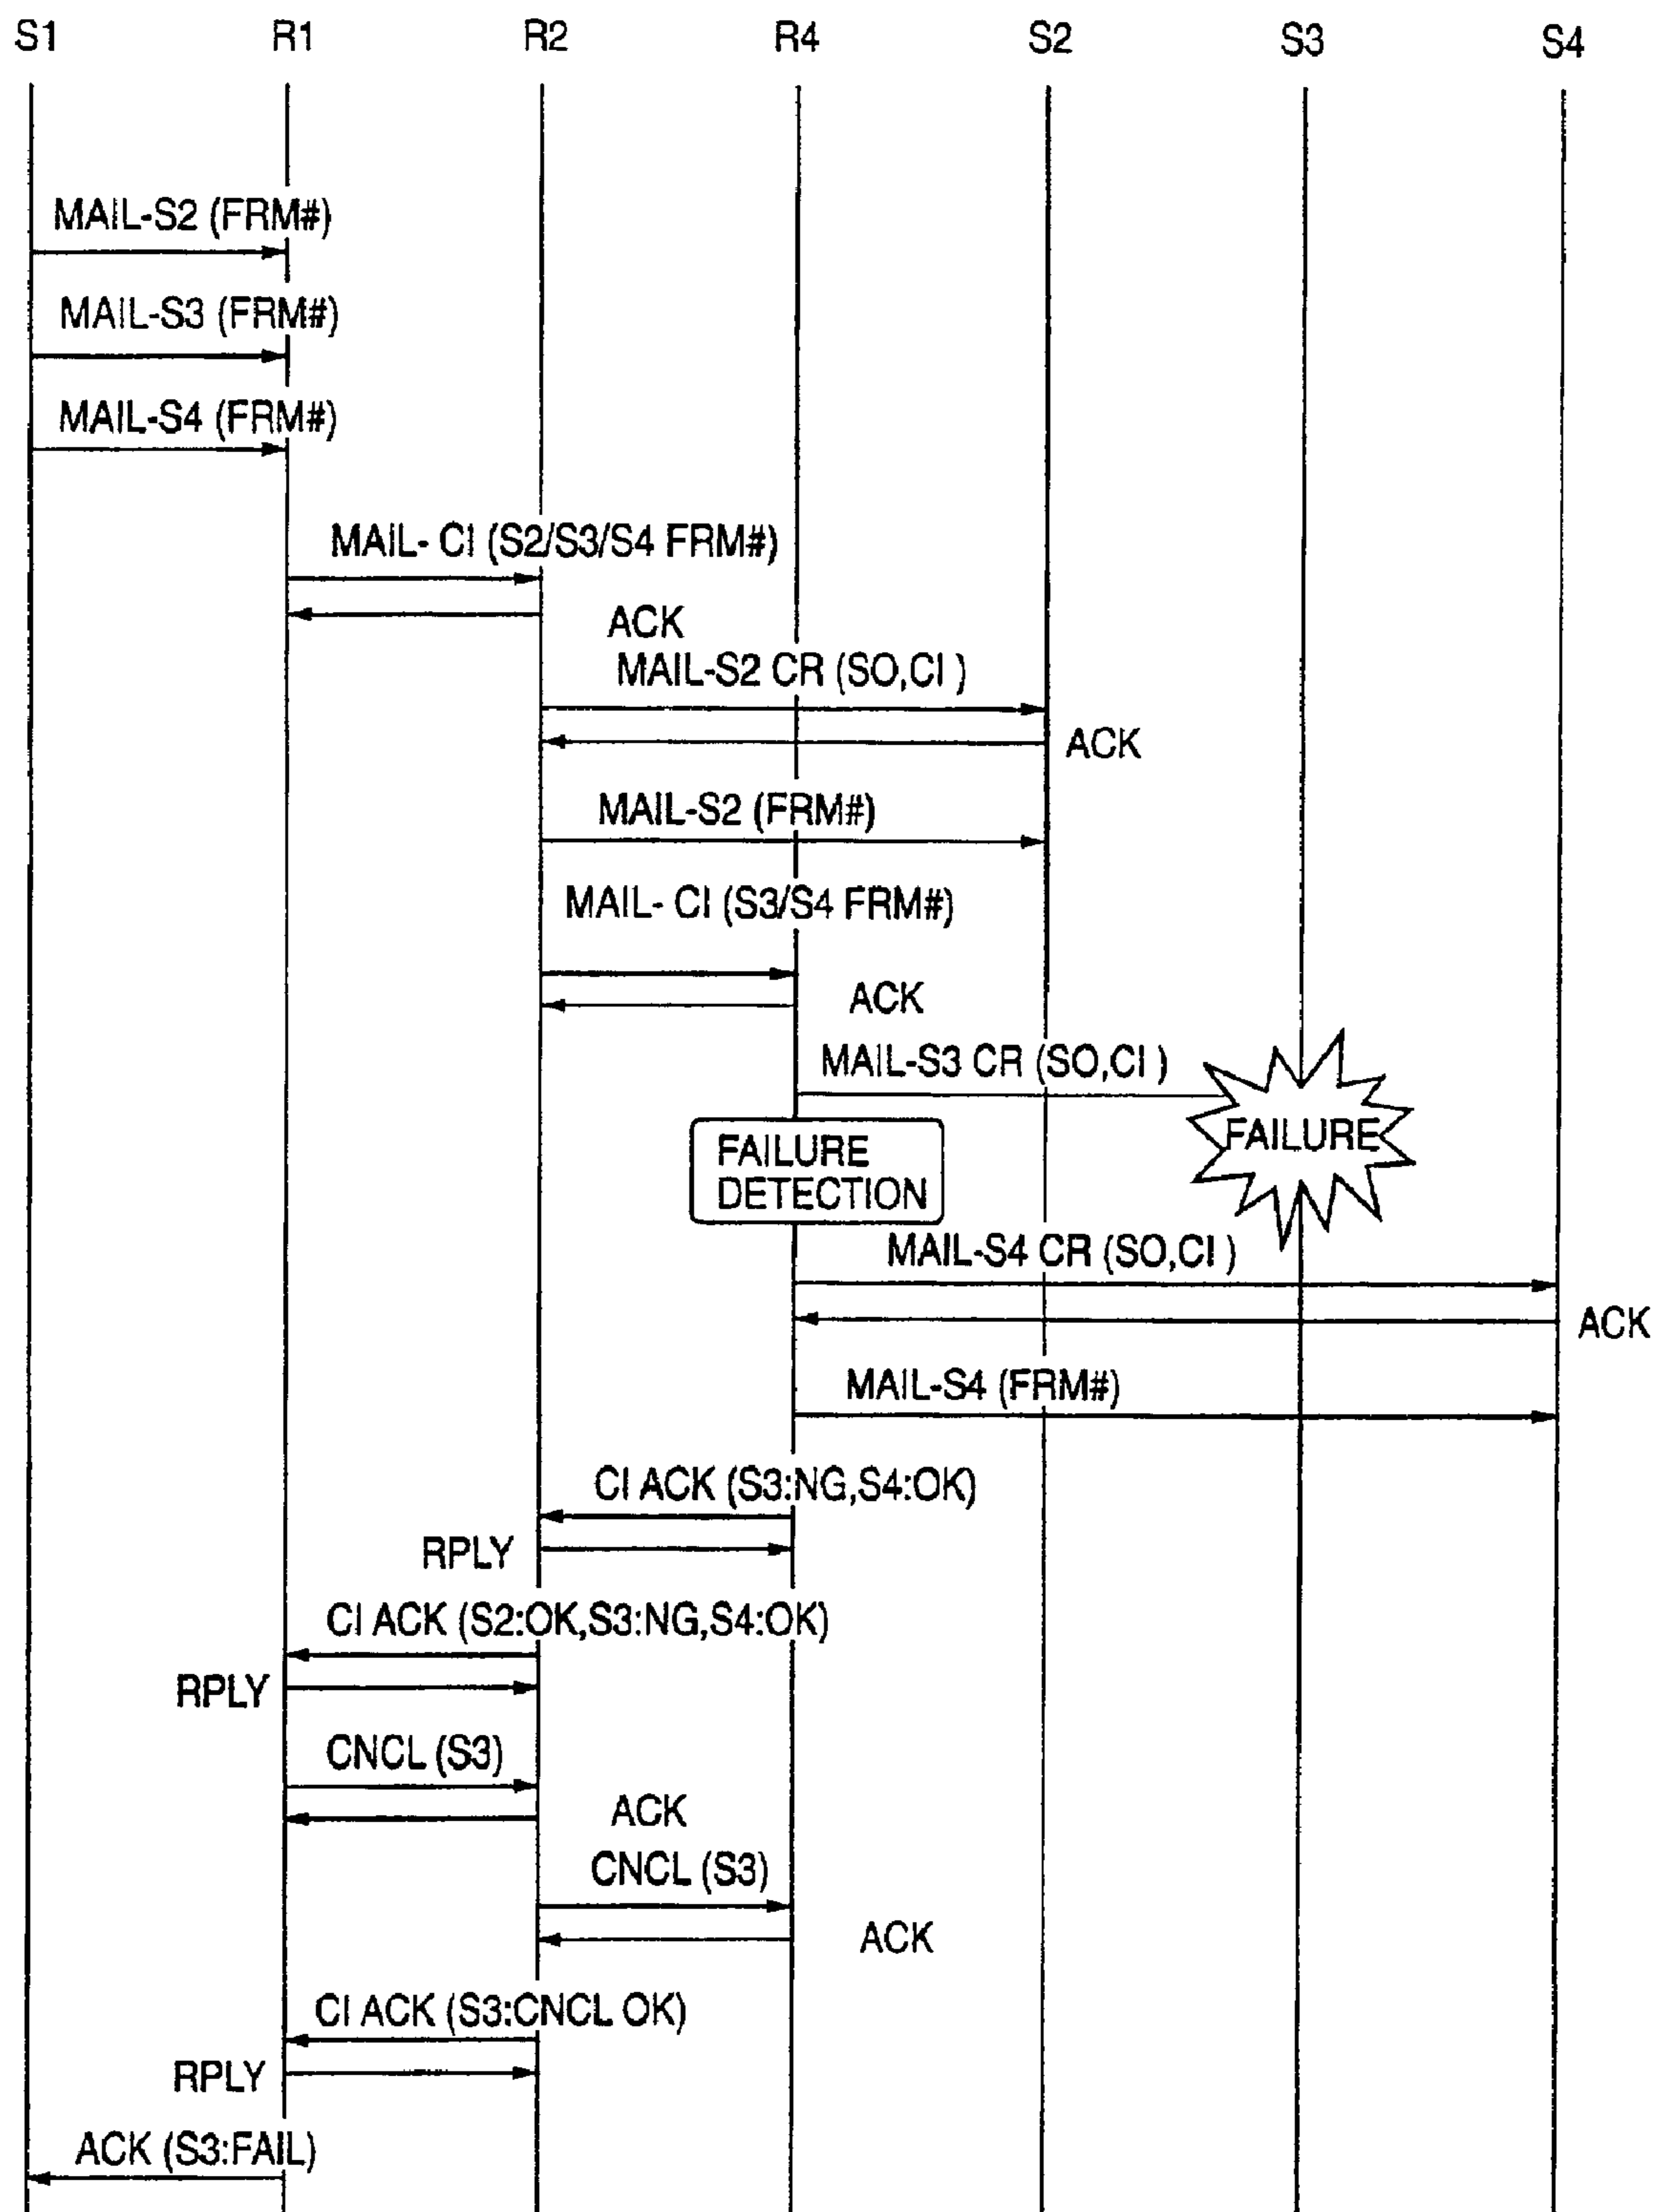 S1 R1 R2 R4 S2 S3 S4
MAIL-S2 (FRM#)
MAIL-S3 (FRM#)
MAIL-S4 (FRM#)
MAIL- CI (S2/S3/S4 FRM#)
ACK
MAIL-S2 CR (SO,CI )
ACK
MAIL-S2 (FRM#)
MAIL- CI (S3/S4 FRM#)
ACK
MAIL-S3 CR (SO,CI )
FAILURE
FAILURE
DETECTION
MAIL-S4 CR (SO,CI )
ACK
MAIL-S4 (FRM#)
CI ACK (S3:NG,S4:OK)
RPLY
CI ACK (S2:OK,S3:NG,S4:OK)
RPLY
CNCL (S3)
ACK
CNCL (S3)
ACK
CI ACK (S3:CNCL OK)
RPLY
ACK (S3:FAIL)